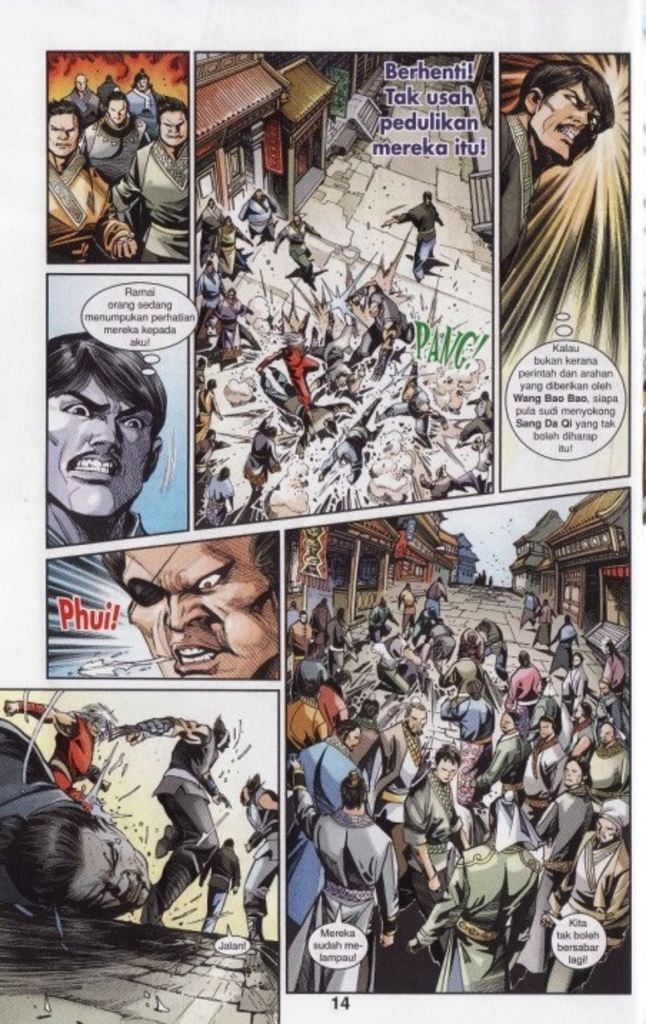 Berhenti!
Tak usah
pedulikan
mereka itu!
PANG!
Ramai
orang sedang
menumpukan perhatian
mereka kepada
aku!
Kalau
bukan kerana
perintah dan arahan
yang diberikan oleh
Wang Bao Bao, siapa
pula sudi menyokong
Sang Da Qi yang tak
boleh diharap
itu!
Phui!
Jalan!
Mereka
sudah me-
lampau!
Kita
tak boleh
bersabar
lagi!
14